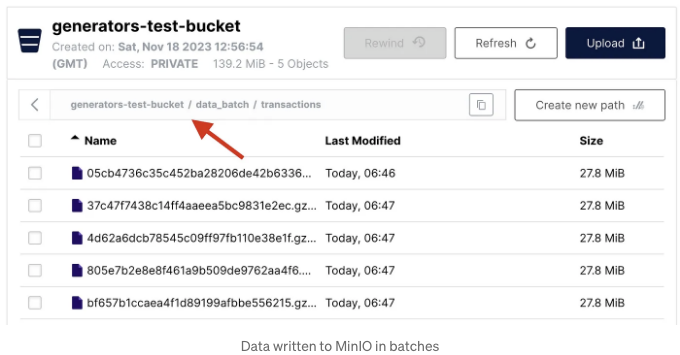 generators-test-bucket
Created on: Sat, Nov 18 2023 12:56:54
(GMT) Access: PRIVATE 139.2 MiB - 5 Objects
Rewind
Refresh
Upload
generators-test-bucket / data_batch / transactions
Create new path
Name Last Modified Size
05cb4736c35c452ba28206de42b6336... Today, 06:46 27.8 MiB
37c47f7438c14ff4aaeea5bc9831e2ec.gz... Today, 06:47 27.8 MiB
4d62a6dcb78545c09ff97fb110e38e1f.gz... Today, 06:47 27.8 MiB
805e7b2e8e8f461a9b509de9762aa4f6.... Today, 06:47 27.8 MiB
bf657b1ccaea4f1d89199afbbe556215.gz... Today, 06:47 27.8 MiB
Data written to MinIO in batches